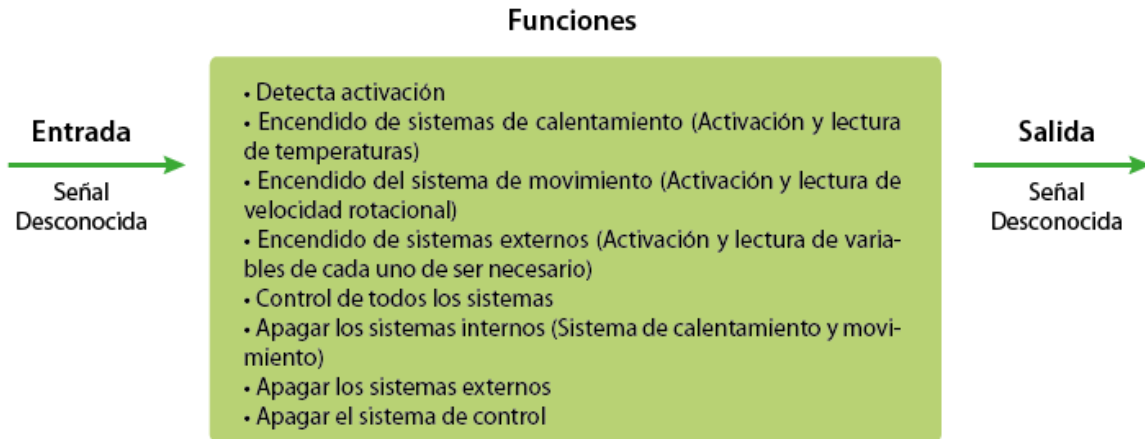 Funciones
Entrada
Señal
Desconocida
• Detecta activación
• Encendido de sistemas de calentamiento (Activación y lectura
de temperaturas)
• Encendido del sistema de movimiento (Activación y lectura de
velocidad rotacional)
• Encendido de sistemas externos (Activación y lectura de varia-
bles de cada uno de ser necesario)
• Control de todos los sistemas
• Apagar los sistemas internos (Sistema de calentamiento y movi-
miento)
• Apagar los sistemas externos
• Apagar el sistema de control
Salida
Señal
Desconocida